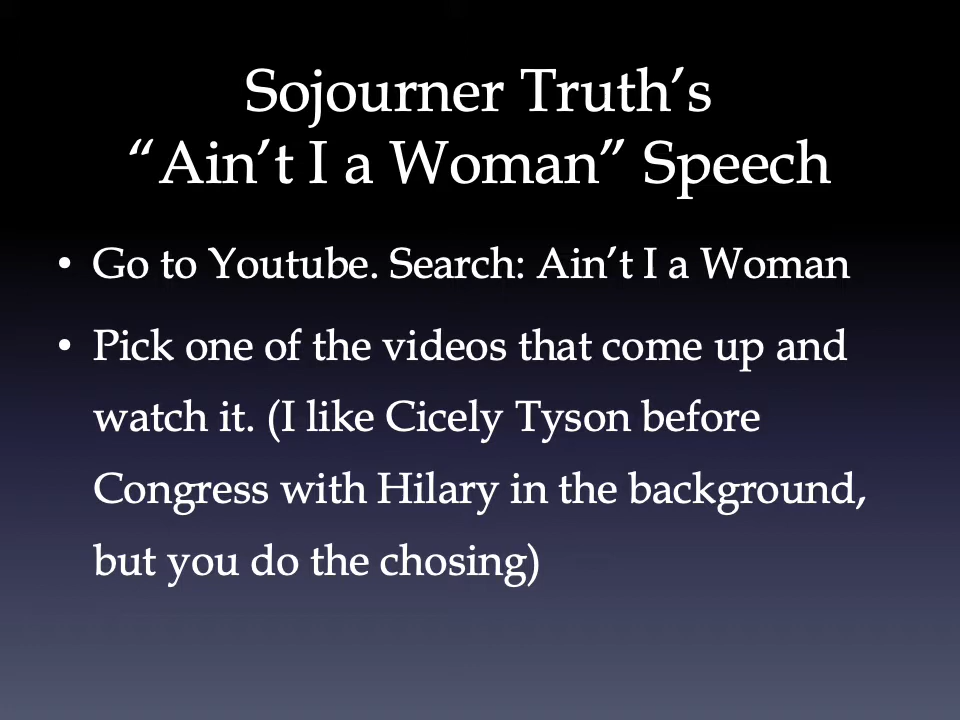 Sojourner Truth’s
“Ain’t I a Woman” Speech
• Go to Youtube. Search: Ain’t I a Woman
• Pick one of the videos that come up and
watch it. (I like Cicely Tyson before
Congress with Hilary in the background,
but you do the chosing)